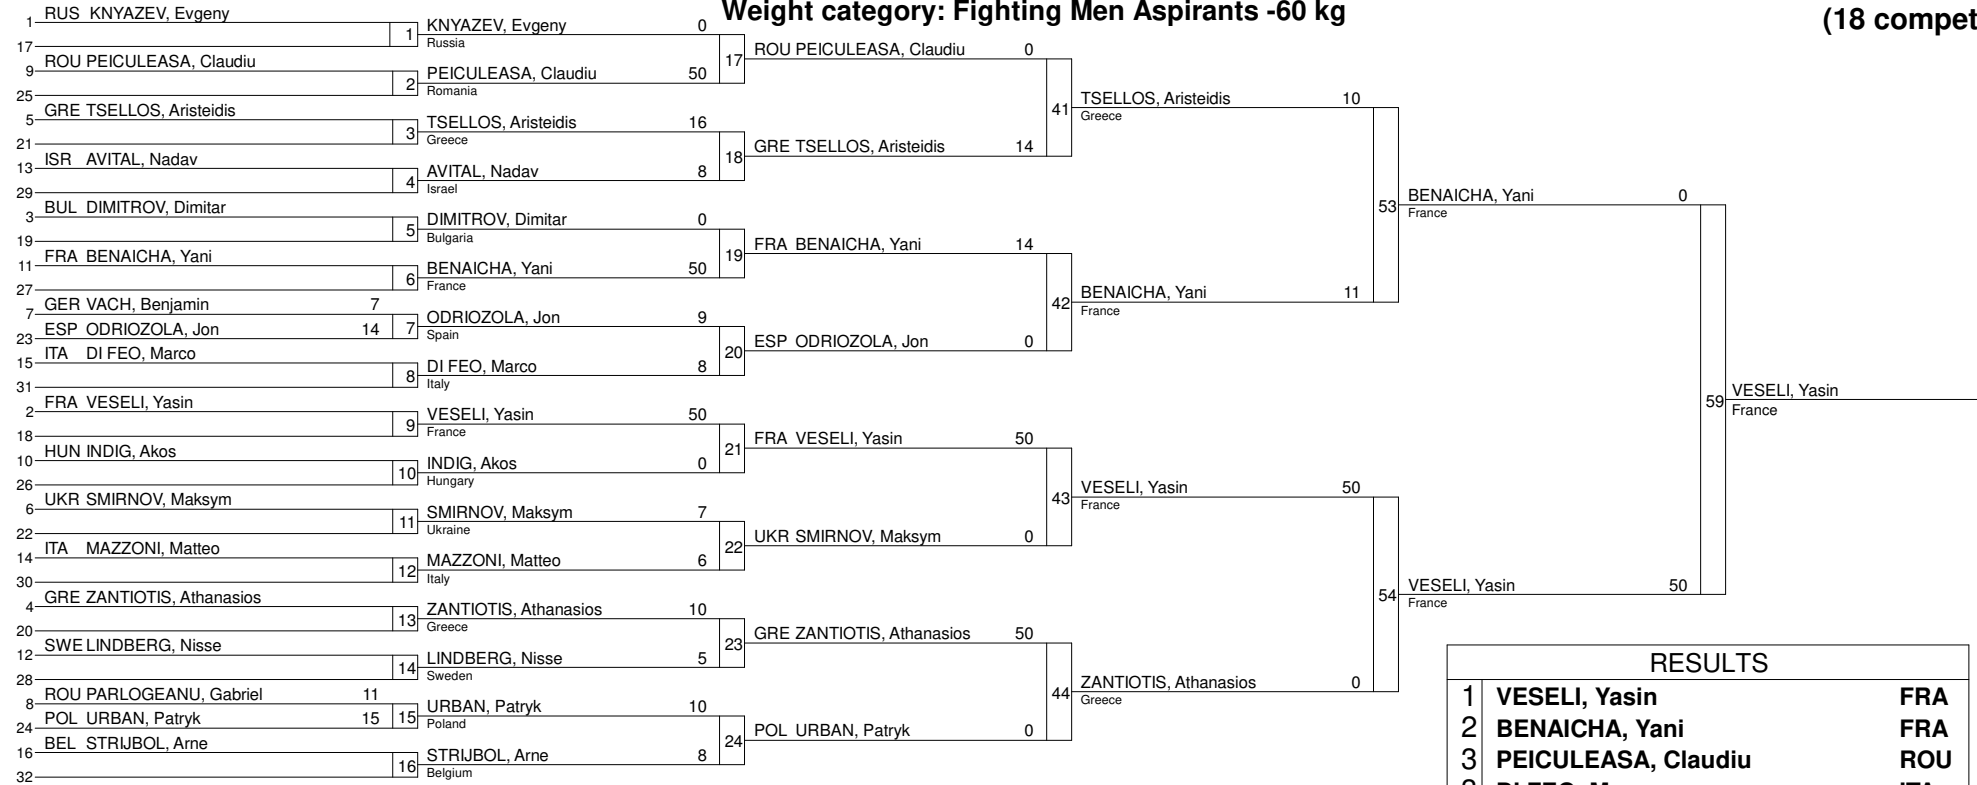 Weight category: Fighting Men Aspirants -60 kg
(18 compet
1 RUS KNYAZEV, Evgeny
17
9 ROU PEICULEASA, Claudiu
25
5 GRE TSELLOS, Aristeidis
21
13 ISR AVITAL, Nadav
29
3 BUL DIMITROV, Dimitar
19
11 FRA BENAICHA, Yani
27
7 GER VACH, Benjamin 7
23 ESP ODRIOZOLA, Jon 14
15 ITA DI FEO, Marco
31
2 FRA VESELI, Yasin
18
10 HUN INDIG, Akos
26
6 UKR SMIRNOV, Maksym
22
14 ITA MAZZONI, Matteo
30
4 GRE ZANTIOTIS, Athanasios
20
12 SWE LINDBERG, Nisse
28
8 ROU PARLOGEANU, Gabriel 11
24 POL URBAN, Patryk 15
16 BEL STRIJBOL, Arne
32
1 KNYAZEV, Evgeny 0
Russia
2 PEICULEASA, Claudiu 50
Romania
3 TSELLOS, Aristeidis 16
Greece
4 AVITAL, Nadav 8
Israel
5 DIMITROV, Dimitar 0
Bulgaria
6 BENAICHA, Yani 50
France
7 ODRIOZOLA, Jon 9
Spain
8 DI FEO, Marco 8
Italy
9 VESELI, Yasin 50
France
10 INDIG, Akos 0
Hungary
11 SMIRNOV, Maksym 7
Ukraine
12 MAZZONI, Matteo 6
Italy
13 ZANTIOTIS, Athanasios 10
Greece
14 LINDBERG, Nisse 5
Sweden
15 URBAN, Patryk 10
Poland
16 STRIJBOL, Arne 8
Belgium
17 ROU PEICULEASA, Claudiu 0
18 GRE TSELLOS, Aristeidis 14
19 FRA BENAICHA, Yani 14
20 ESP ODRIOZOLA, Jon 0
21 FRA VESELI, Yasin 50
22 UKR SMIRNOV, Maksym 0
23 GRE ZANTIOTIS, Athanasios 50
24 POL URBAN, Patryk 0
41 TSELLOS, Aristeidis 10
Greece
42 BENAICHA, Yani 11
France
43 VESELI, Yasin 50
France
44 ZANTIOTIS, Athanasios 0
Greece
53 BENAICHA, Yani 0
France
54 VESELI, Yasin 50
France
59 VESELI, Yasin
France
RESULTS
1 VESELI, Yasin FRA
2 BENAICHA, Yani FRA
3 PEICULEASA, Claudiu ROU